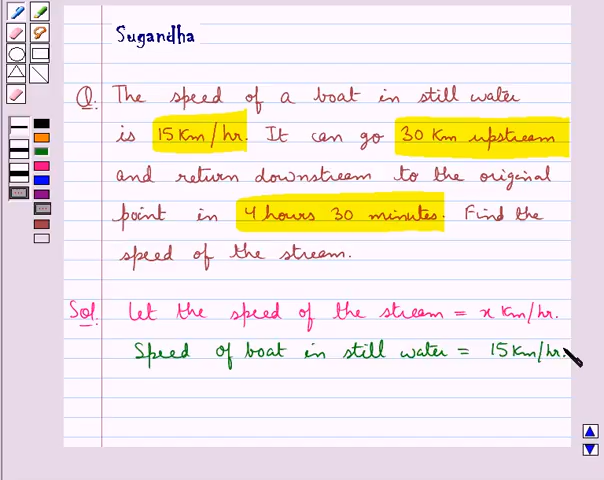 Sugandha
Q. The speed of a boat in still water
is 15 Km/hr. It can go 30 Km upstream
and return downstream to the original
point in 4 hours 30 minutes. Find the
speed of the stream.
Sol. Let the speed of the stream = x Km/hr.
Speed of boat in still water = 15 Km/hr.